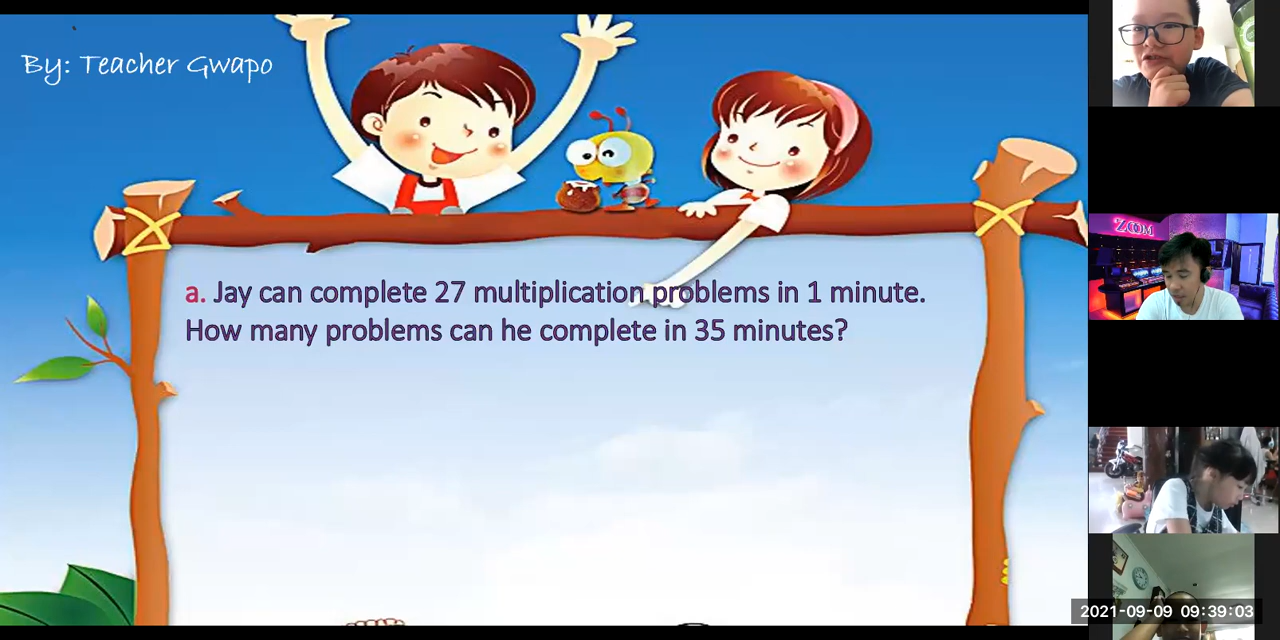 By: Teacher Gwapo
ZOOM
a. Jay can complete 27 multiplication problems in 1 minute.
How many problems can he complete in 35 minutes?
2021-09-09 09:39:03